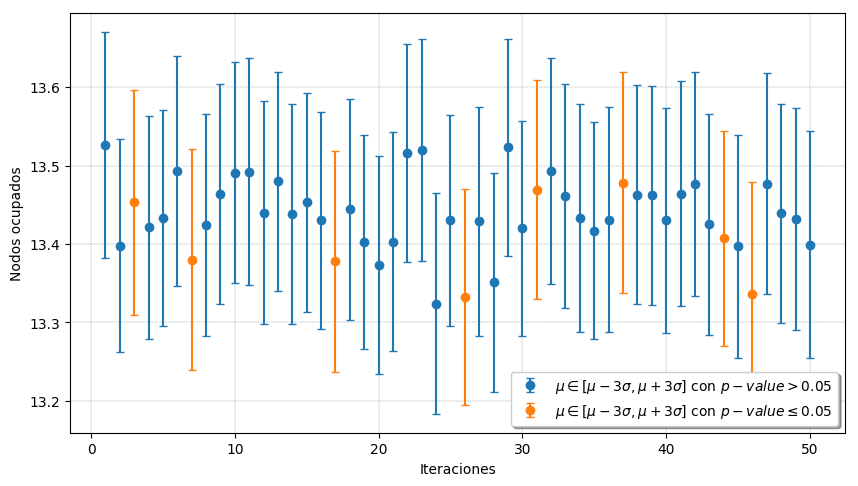 13.6
13.5
13.4
13.3
13.2
Nodos ocupados
0 10 20 30 40 50
Iteraciones
μ ∈ [μ − 3σ, μ + 3σ] con p − value > 0.05
μ ∈ [μ − 3σ, μ + 3σ] con p − value ≤ 0.05